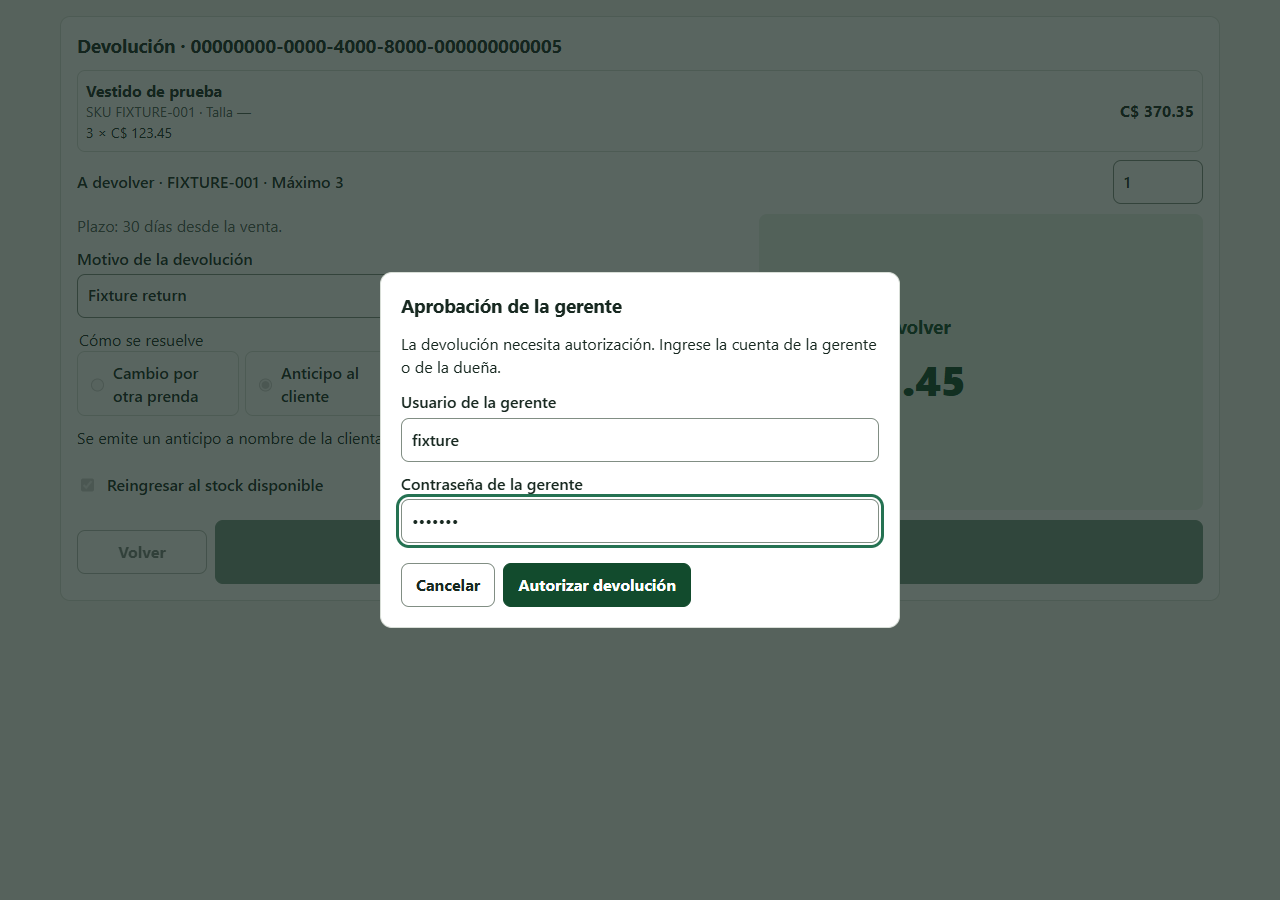 Devolución · 00000000-0000-4000-8000-000000000005
Vestido de prueba
SKU FIXTURE-001 · Talla —
3 × C$ 123.45
C$ 370.35
A devolver · FIXTURE-001 · Máximo 3
1
Plazo: 30 días desde la venta.
Motivo de la devolución
Fixture return
Cómo se resuelve
Cambio por
otra prenda
Anticipo al
cliente
Se emite un anticipo a nombre de la clienta
Reingresar al stock disponible
Volver
.45
Aprobación de la gerente
La devolución necesita autorización. Ingrese la cuenta de la gerente
o de la dueña.
Usuario de la gerente
fixture
Contraseña de la gerente
•••••••
Cancelar
Autorizar devolución